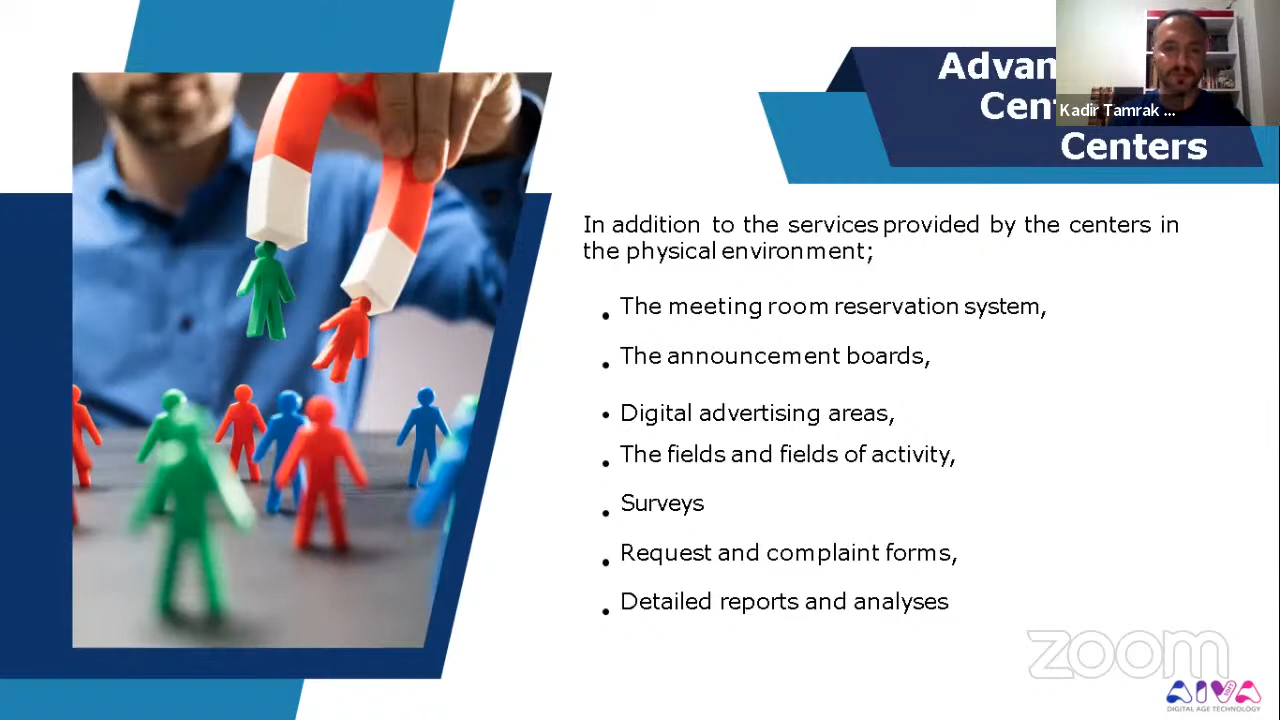 Centers
Kadir Tamrak ...
In addition to the services provided by the centers in
the physical environment;
• The meeting room reservation system,
• The announcement boards,
• Digital advertising areas,
• The fields and fields of activity,
• Surveys
• Request and complaint forms,
• Detailed reports and analyses
zoom
AIVA
DIGITAL AGE TECHNOLOGY